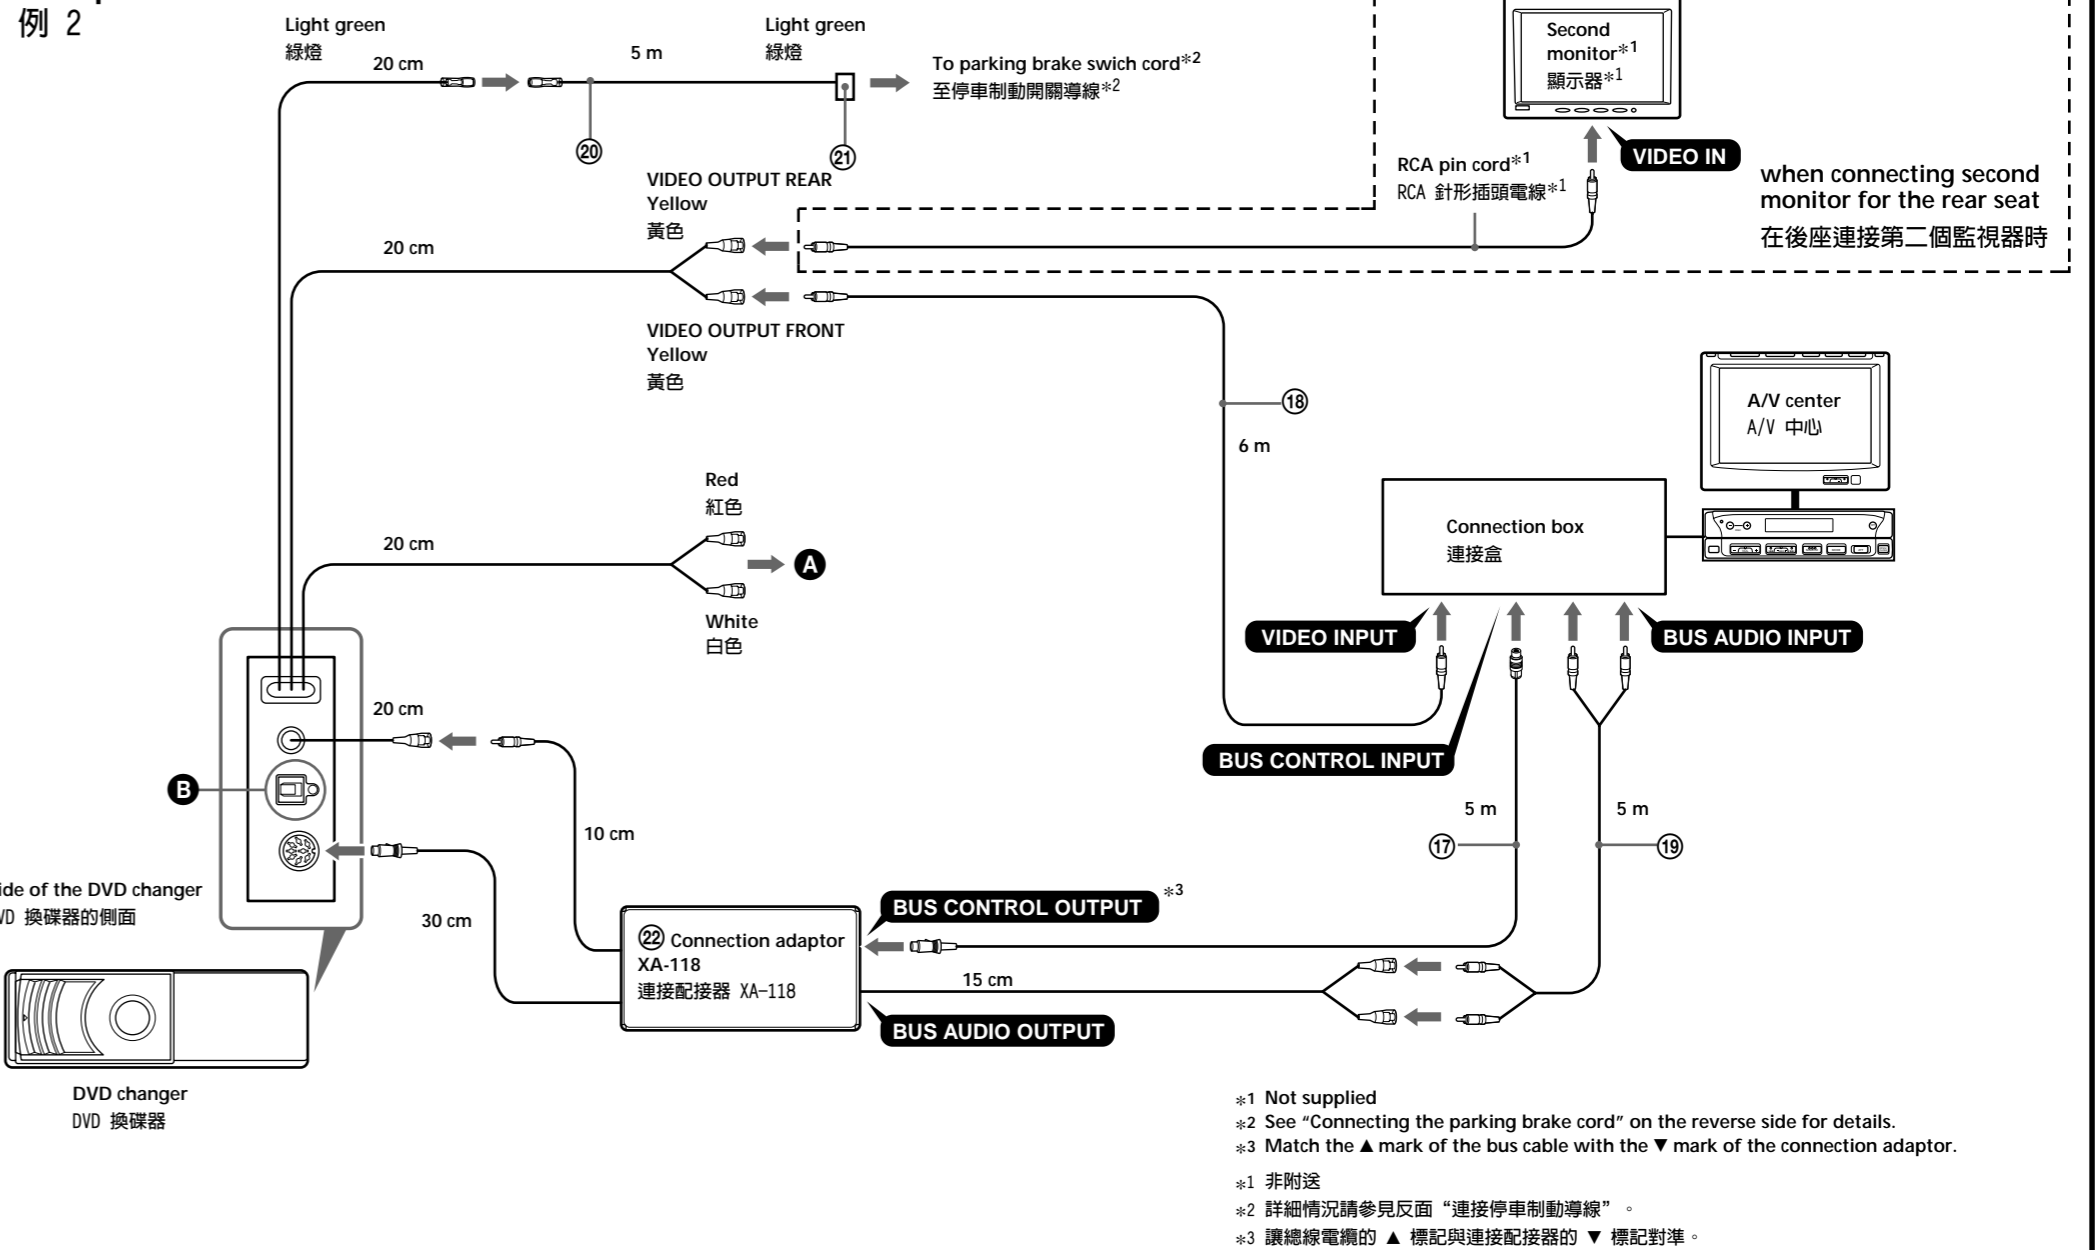 例 2
Light green
綠燈
20 cm
5 m
Light green
綠燈
To parking brake swich cord*2
至停車制動開關導線*2
⑳
㉑
Second
monitor*1
顯示器*1
VIDEO IN
RCA pin cord*1
RCA 針形插頭電線*1
when connecting second
monitor for the rear seat
在後座連接第二個監視器時
VIDEO OUTPUT REAR
Yellow
黃色
20 cm
VIDEO OUTPUT FRONT
Yellow
黃色
⑱
6 m
A/V center
A/V 中心
Connection box
連接盒
Red
紅色
20 cm
A
White
白色
VIDEO INPUT
BUS AUDIO INPUT
BUS CONTROL INPUT
20 cm
B
10 cm
5 m
5 m
⑰
⑲
ide of the DVD changer
VD 換碟器的側面
30 cm
BUS CONTROL OUTPUT *3
㉒ Connection adaptor
XA-118
連接配接器 XA-118
15 cm
BUS AUDIO OUTPUT
DVD changer
DVD 換碟器
*1 Not supplied
*2 See “Connecting the parking brake cord” on the reverse side for details.
*3 Match the ▲ mark of the bus cable with the ▼ mark of the connection adaptor.
*1 非附送
*2 詳細情況請參見反面“連接停車制動導線”。
*3 讓總線電纜的 ▲ 標記與連接配接器的 ▼ 標記對準。